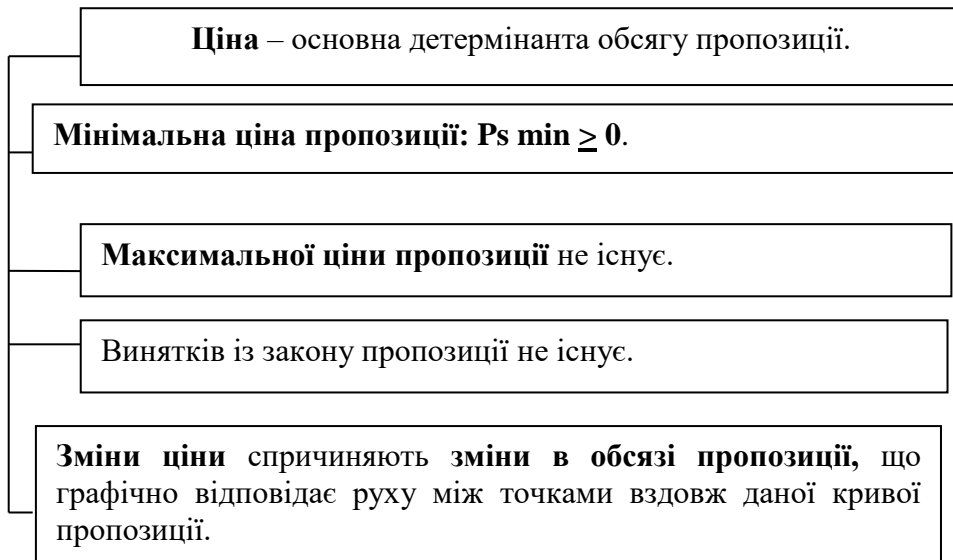 Ціна – основна детермінанта обсягу пропозиції.
Мінімальна ціна пропозиції: Ps min ≥ 0.
Максимальної ціни пропозиції не існує.
Винятків із закону пропозиції не існує.
Зміни ціни спричиняють зміни в обсязі пропозиції, що
графічно відповідає руху між точками вздовж даної кривої
пропозиції.